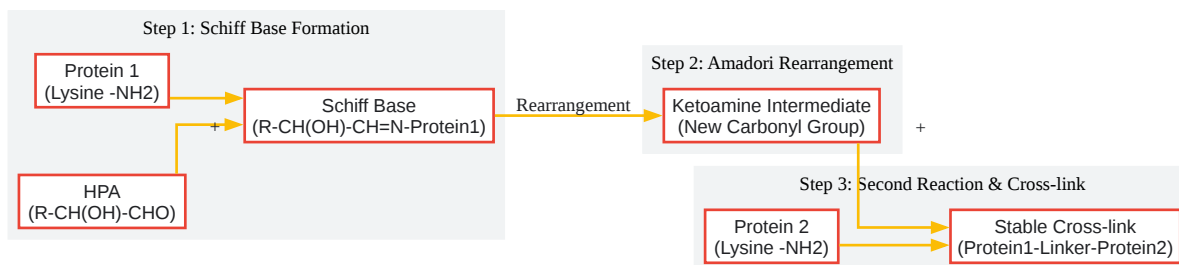 Step 1: Schiff Base Formation
Protein 1
(Lysine -NH2)
+
HPA
(R-CH(OH)-CHO)
Schiff Base
(R-CH(OH)-CH=N-Protein1)
Rearrangement
Step 2: Amadori Rearrangement
Ketoamine Intermediate
(New Carbonyl Group)
+
Step 3: Second Reaction & Cross-link
Protein 2
(Lysine -NH2)
Stable Cross-link
(Protein1-Linker-Protein2)